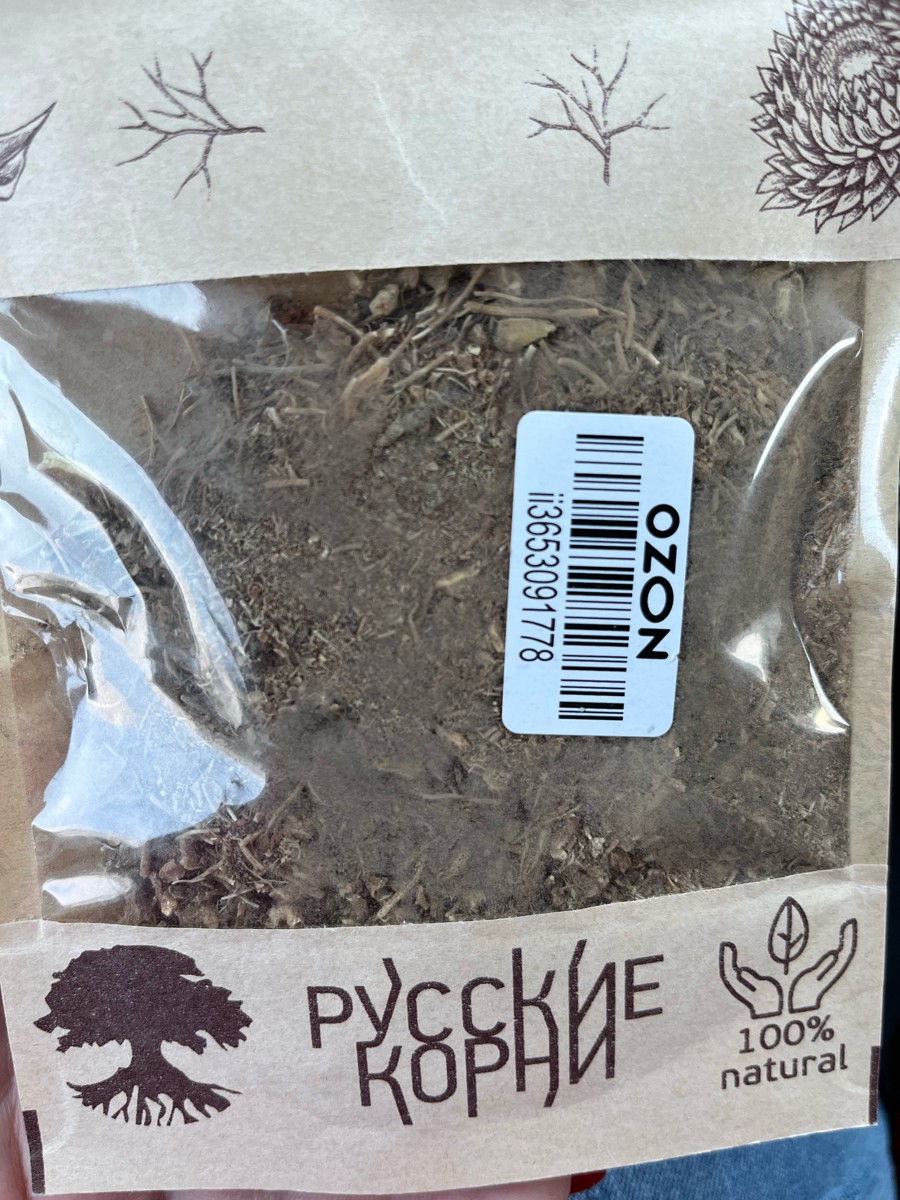 OZON
ii3653091778
РУССКИЕ
КОРНИ
100%
natural